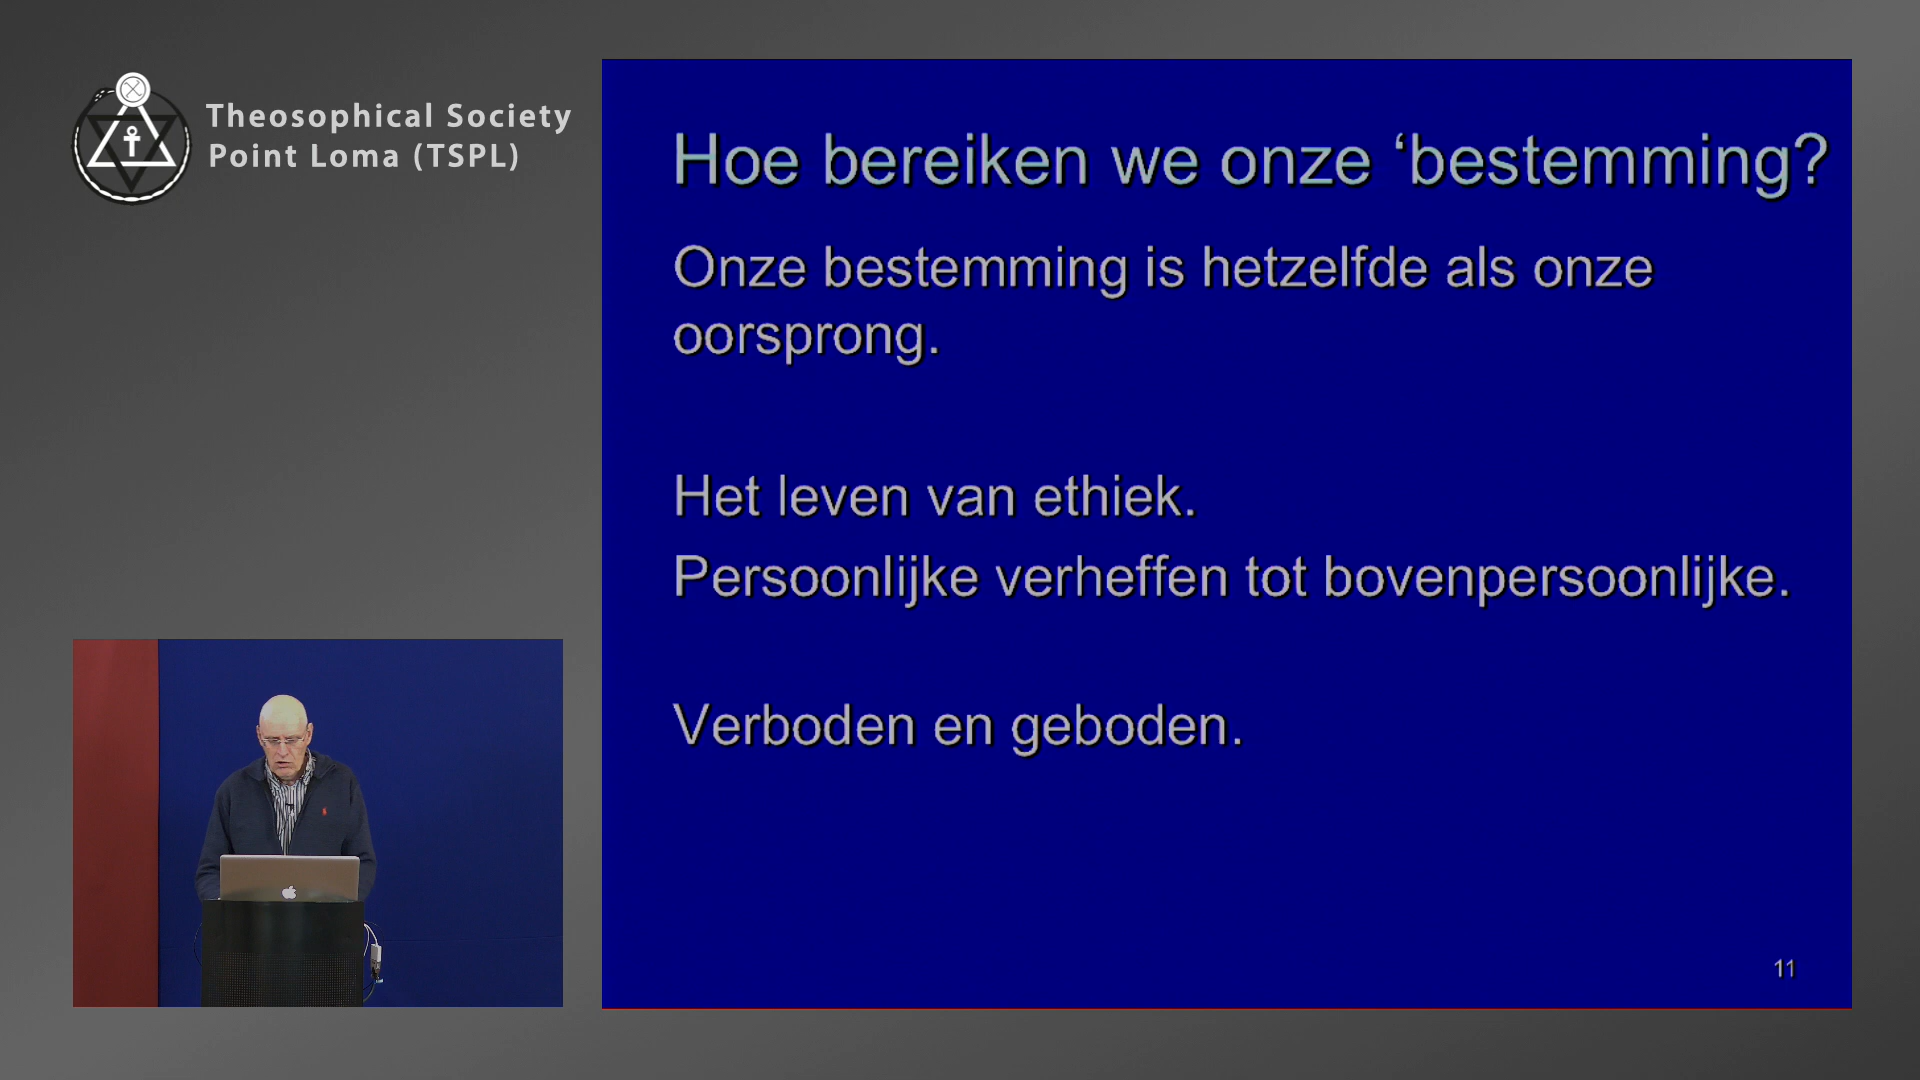 Theosophical Society
Point Loma (TSPL)
Hoe bereiken we onze ‘bestemming?
Onze bestemming is hetzelfde als onze
oorsprong.
Het leven van ethiek.
Persoonlijke verheffen tot bovenpersoonlijke.
Verboden en geboden.
11